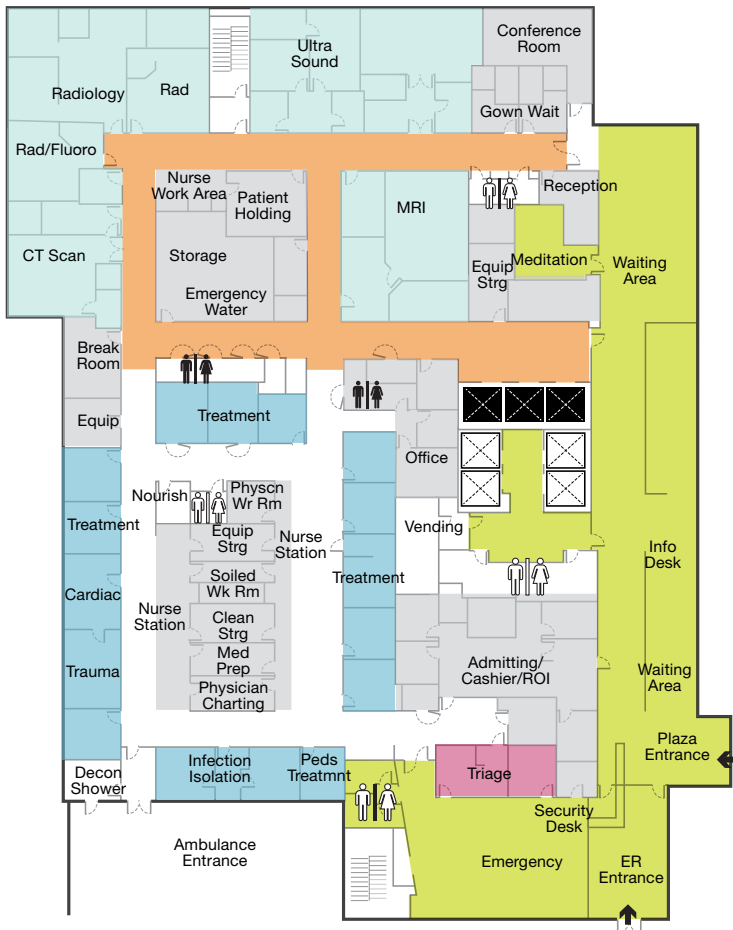 Conference
Room
Ultra
Sound
Radiology
Rad
Gown Wait
Rad/Fluoro
Nurse
Work Area
Patient
Holding
MRI
Reception
CT Scan
Storage
Equip
Strg
Meditation
Waiting
Area
Emergency
Water
Break
Room
Equip
Treatment
Office
Nourish
Physcn
Wr Rm
Vending
Treatment
Equip
Strg
Nurse
Station
Info
Desk
Soiled
Wk Rm
Treatment
Cardiac
Nurse
Station
Clean
Strg
Trauma
Med
Prep
Admitting/
Cashier/ROI
Waiting
Area
Physician
Charting
Plaza
Entrance
Decon
Shower
Infection
Isolation
Peds
Treatmnt
Triage
Security
Desk
Ambulance
Entrance
Emergency
ER
Entrance